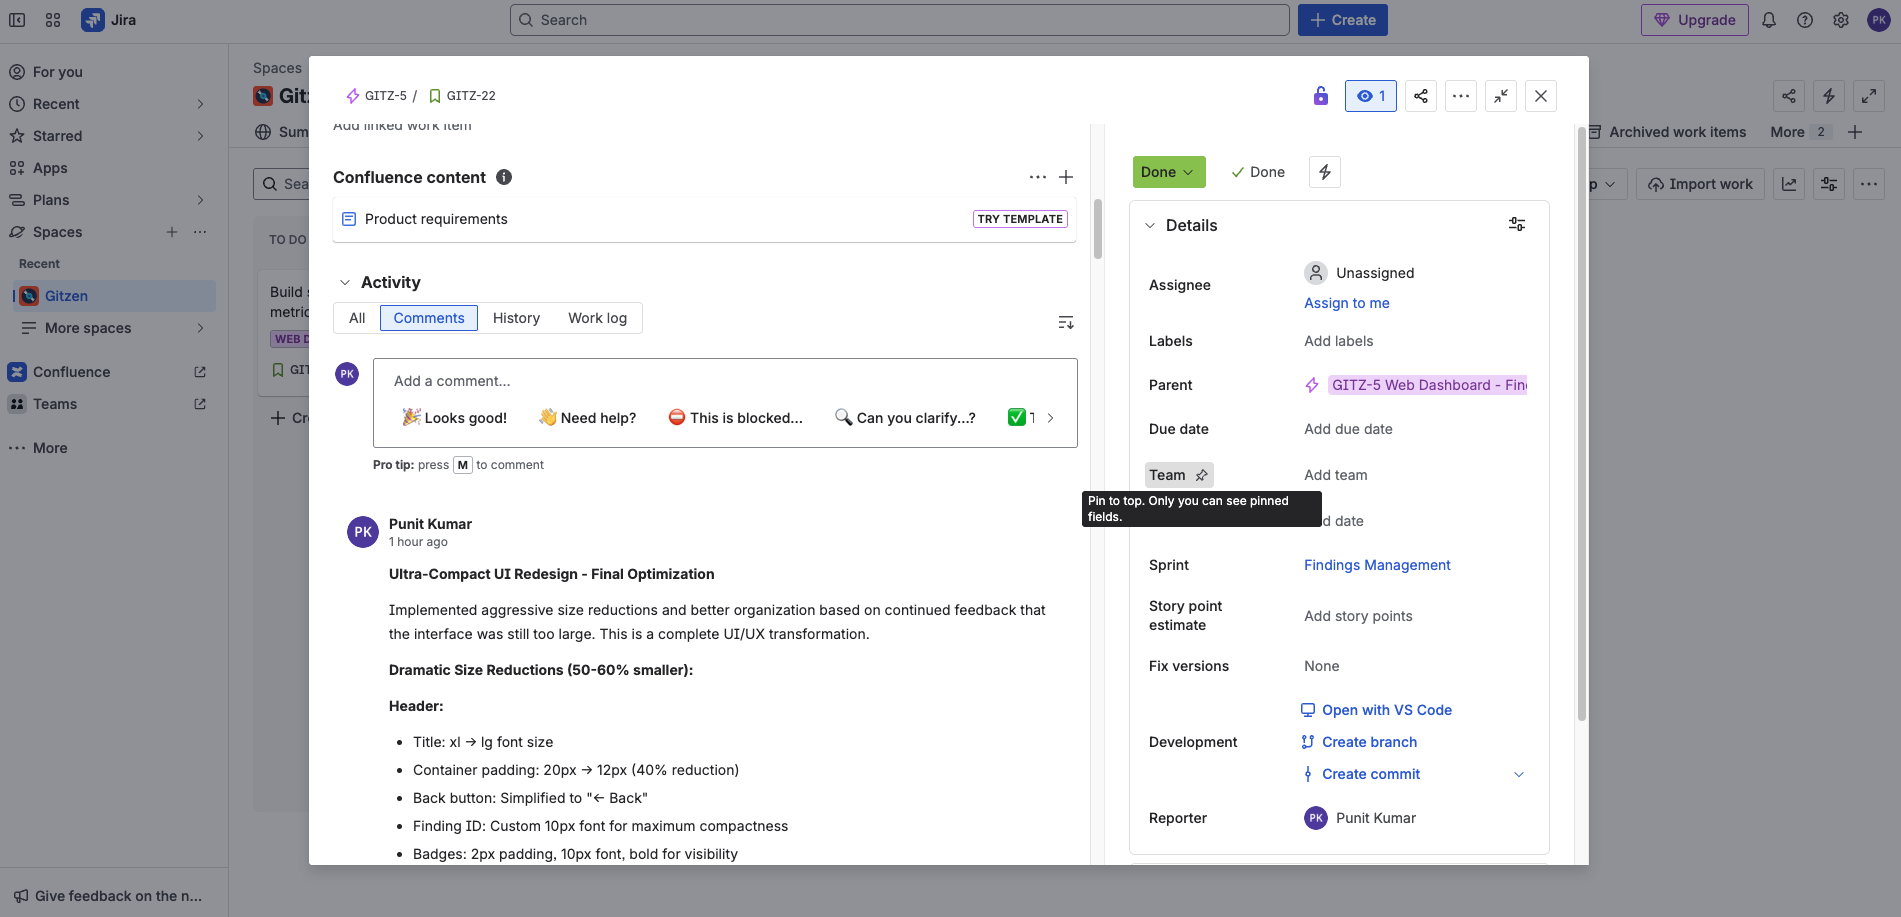 Jira
Search
Create
Upgrade
PK
For you
Recent
Starred
Apps
Plans
Spaces
Recent
Gitzen
More spaces
Confluence
Teams
More
Give feedback on the n...
Spaces
Git
Sum
Sea
TO DO
Build
metric
WEB D
GIT
Cr
Archived work items
More 2
p
Import work
GITZ-5 / GITZ-22
1
Add linked work item
Confluence content
Product requirements
TRY TEMPLATE
Activity
All
Comments
History
Work log
PK
Add a comment...
🎉 Looks good!
👋 Need help?
⛔ This is blocked...
🔍 Can you clarify...?
✅ T
Pro tip: press M to comment
PK
Punit Kumar
1 hour ago
Ultra-Compact UI Redesign - Final Optimization
Implemented aggressive size reductions and better organization based on continued feedback that
the interface was still too large. This is a complete UI/UX transformation.
Dramatic Size Reductions (50-60% smaller):
Header:
• Title: xl → lg font size
• Container padding: 20px → 12px (40% reduction)
• Back button: Simplified to "← Back"
• Finding ID: Custom 10px font for maximum compactness
• Badges: 2px padding, 10px font, bold for visibility
Done
✓ Done
Details
Assignee
Unassigned
Assign to me
Labels
Add labels
Parent
GITZ-5 Web Dashboard - Fin
Due date
Add due date
Team
Add team
Pin to top. Only you can see pinned
fields.
d date
Sprint
Findings Management
Story point
estimate
Add story points
Fix versions
None
Development
Open with VS Code
Create branch
Create commit
Reporter
PK
Punit Kumar